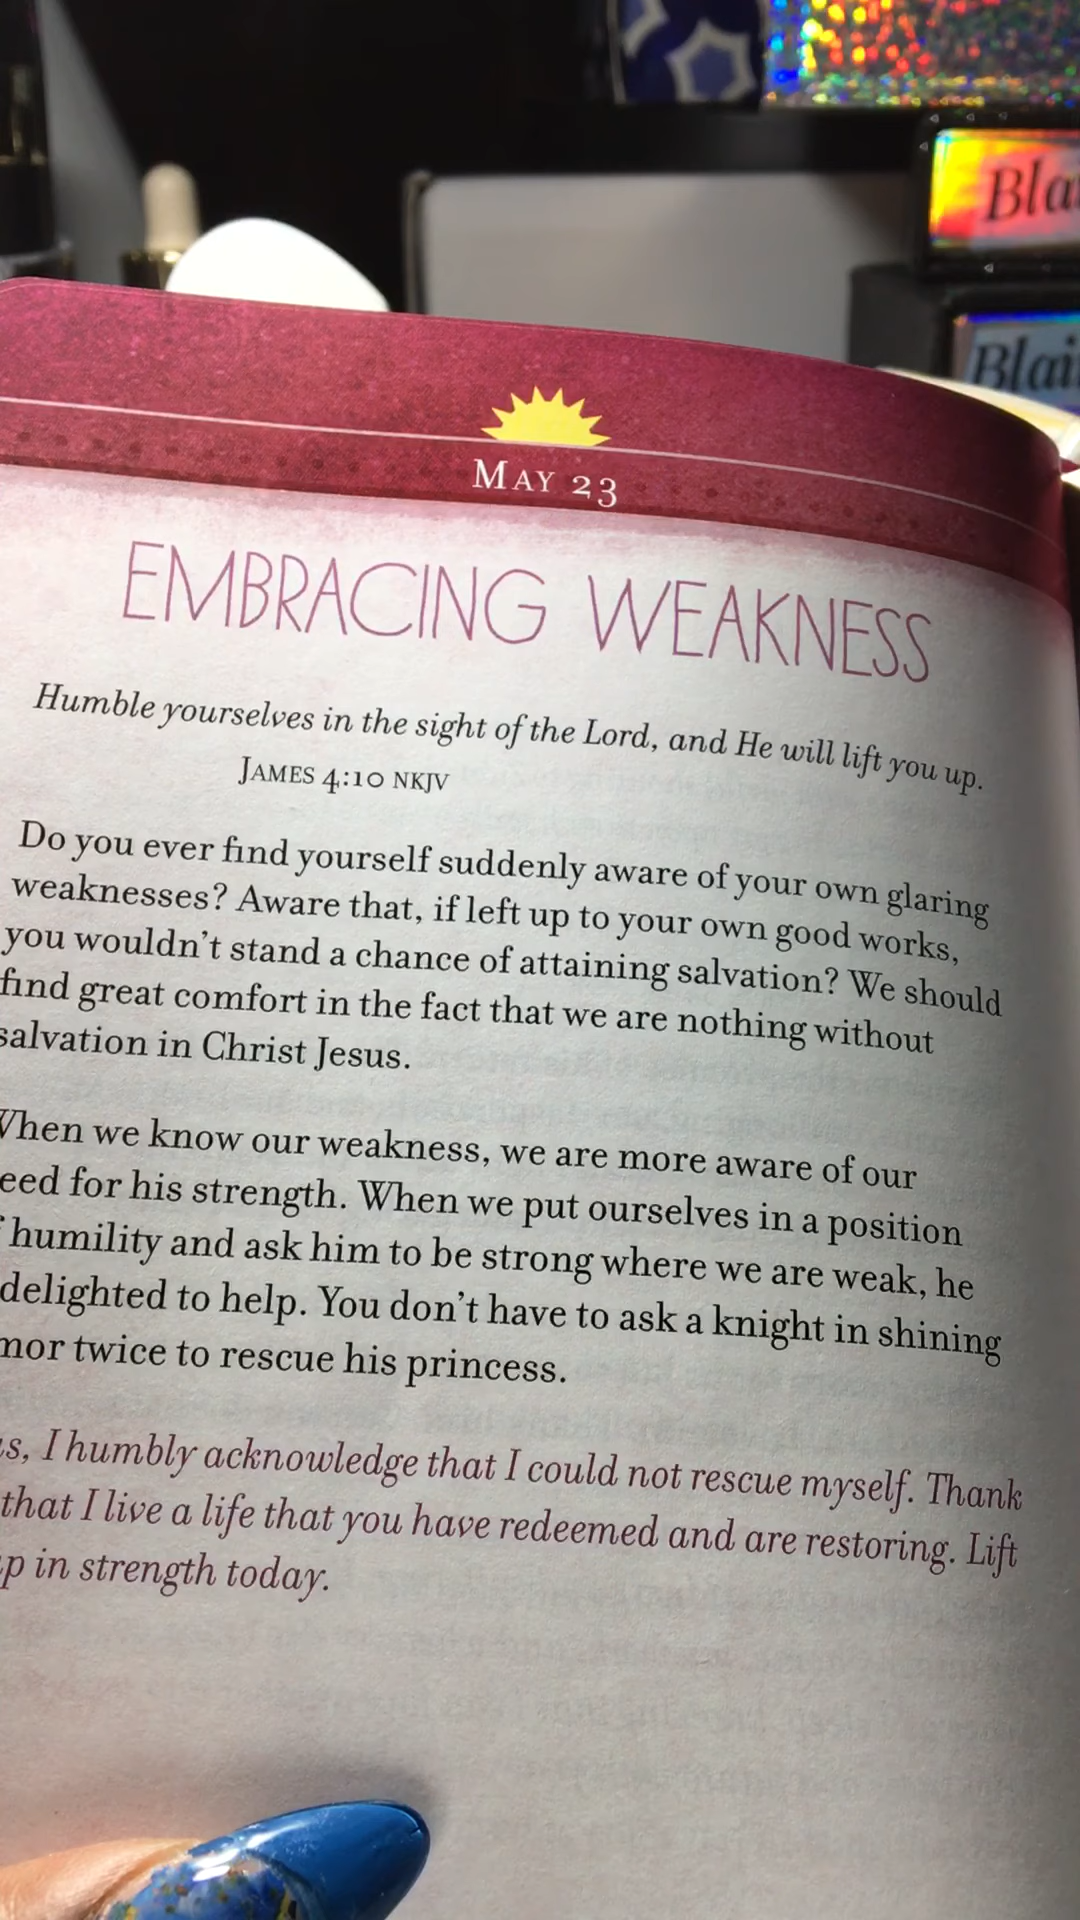 Bla
Blai
MAY 23
EMBRACING WEAKNESS
Humble yourselves in the sight of the Lord, and He will lift you up.
JAMES 4:10 NKJV
Do you ever find yourself suddenly aware of your own glaring
weaknesses? Aware that, if left up to your own good works,
you wouldn't stand a chance of attaining salvation? We should
find great comfort in the fact that we are nothing without
salvation in Christ Jesus.
When we know our weakness, we are more aware of our
eed for his strength. When we put ourselves in a position
f humility and ask him to be strong where we are weak, he
delighted to help. You don't have to ask a knight in shining
mor twice to rescue his princess.
us, I humbly acknowledge that I could not rescue myself. Thank
that I live a life that you have redeemed and are restoring. Lift
up in strength today.